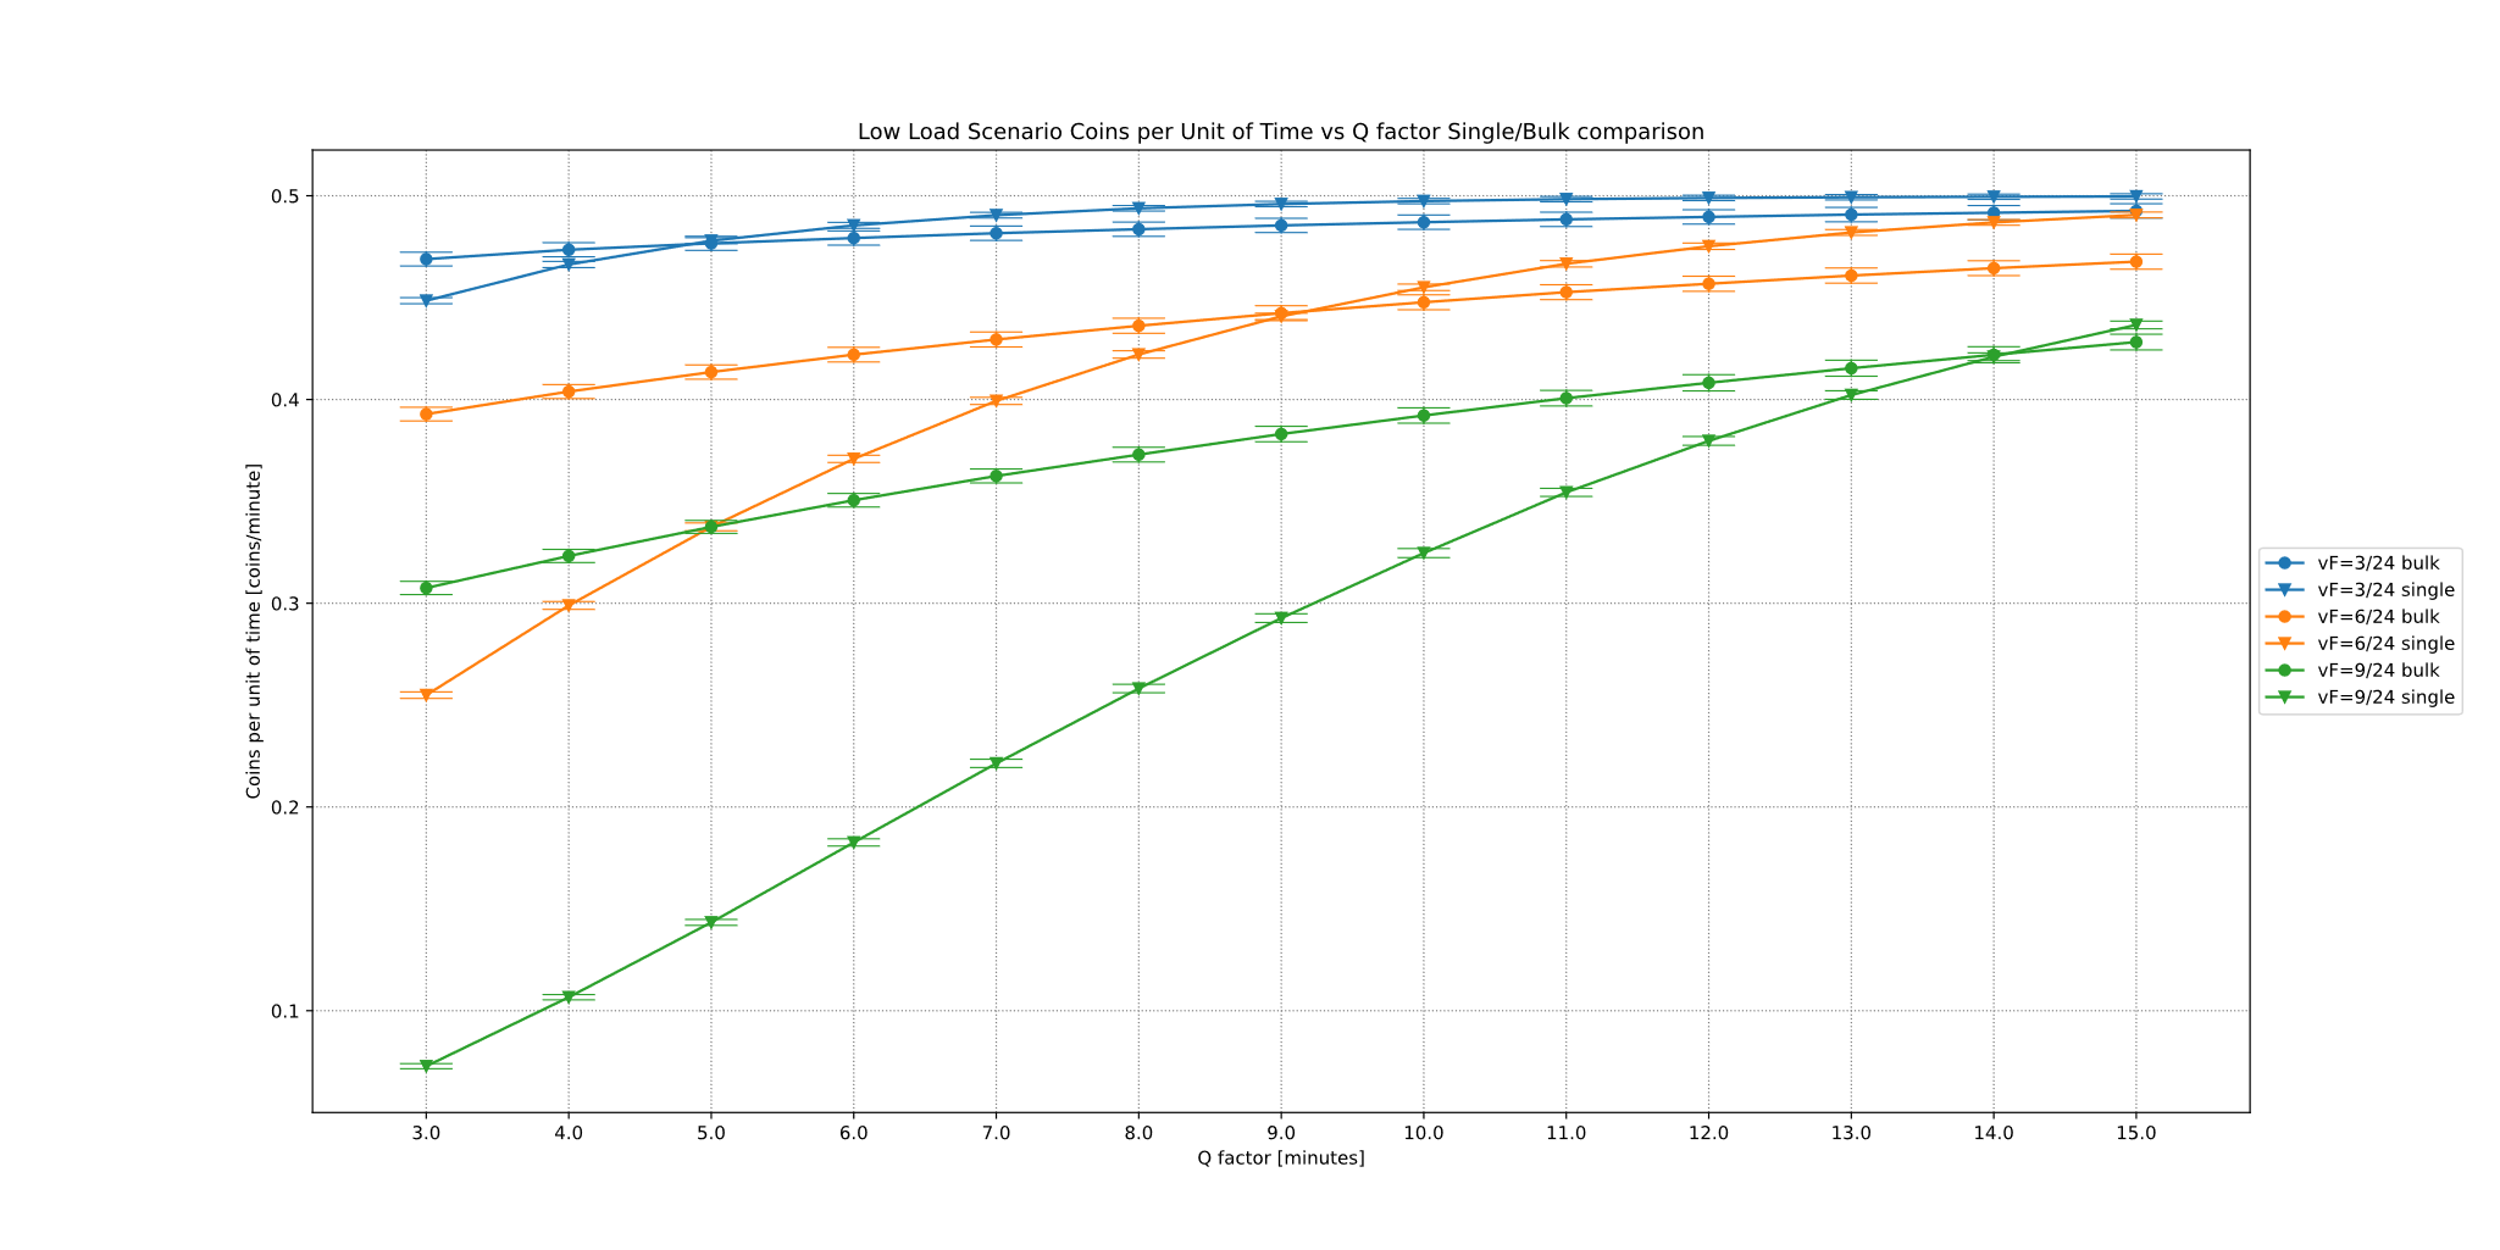 Low Load Scenario Coins per Unit of Time vs Q factor Single/Bulk comparison
Coins per unit of time [coins/minute]
0.5
0.4
0.3
0.2
0.1
3.0 4.0 5.0 6.0 7.0 8.0 9.0 10.0 11.0 12.0 13.0 14.0 15.0
Q factor [minutes]
vF=3/24 bulk
vF=3/24 single
vF=6/24 bulk
vF=6/24 single
vF=9/24 bulk
vF=9/24 single